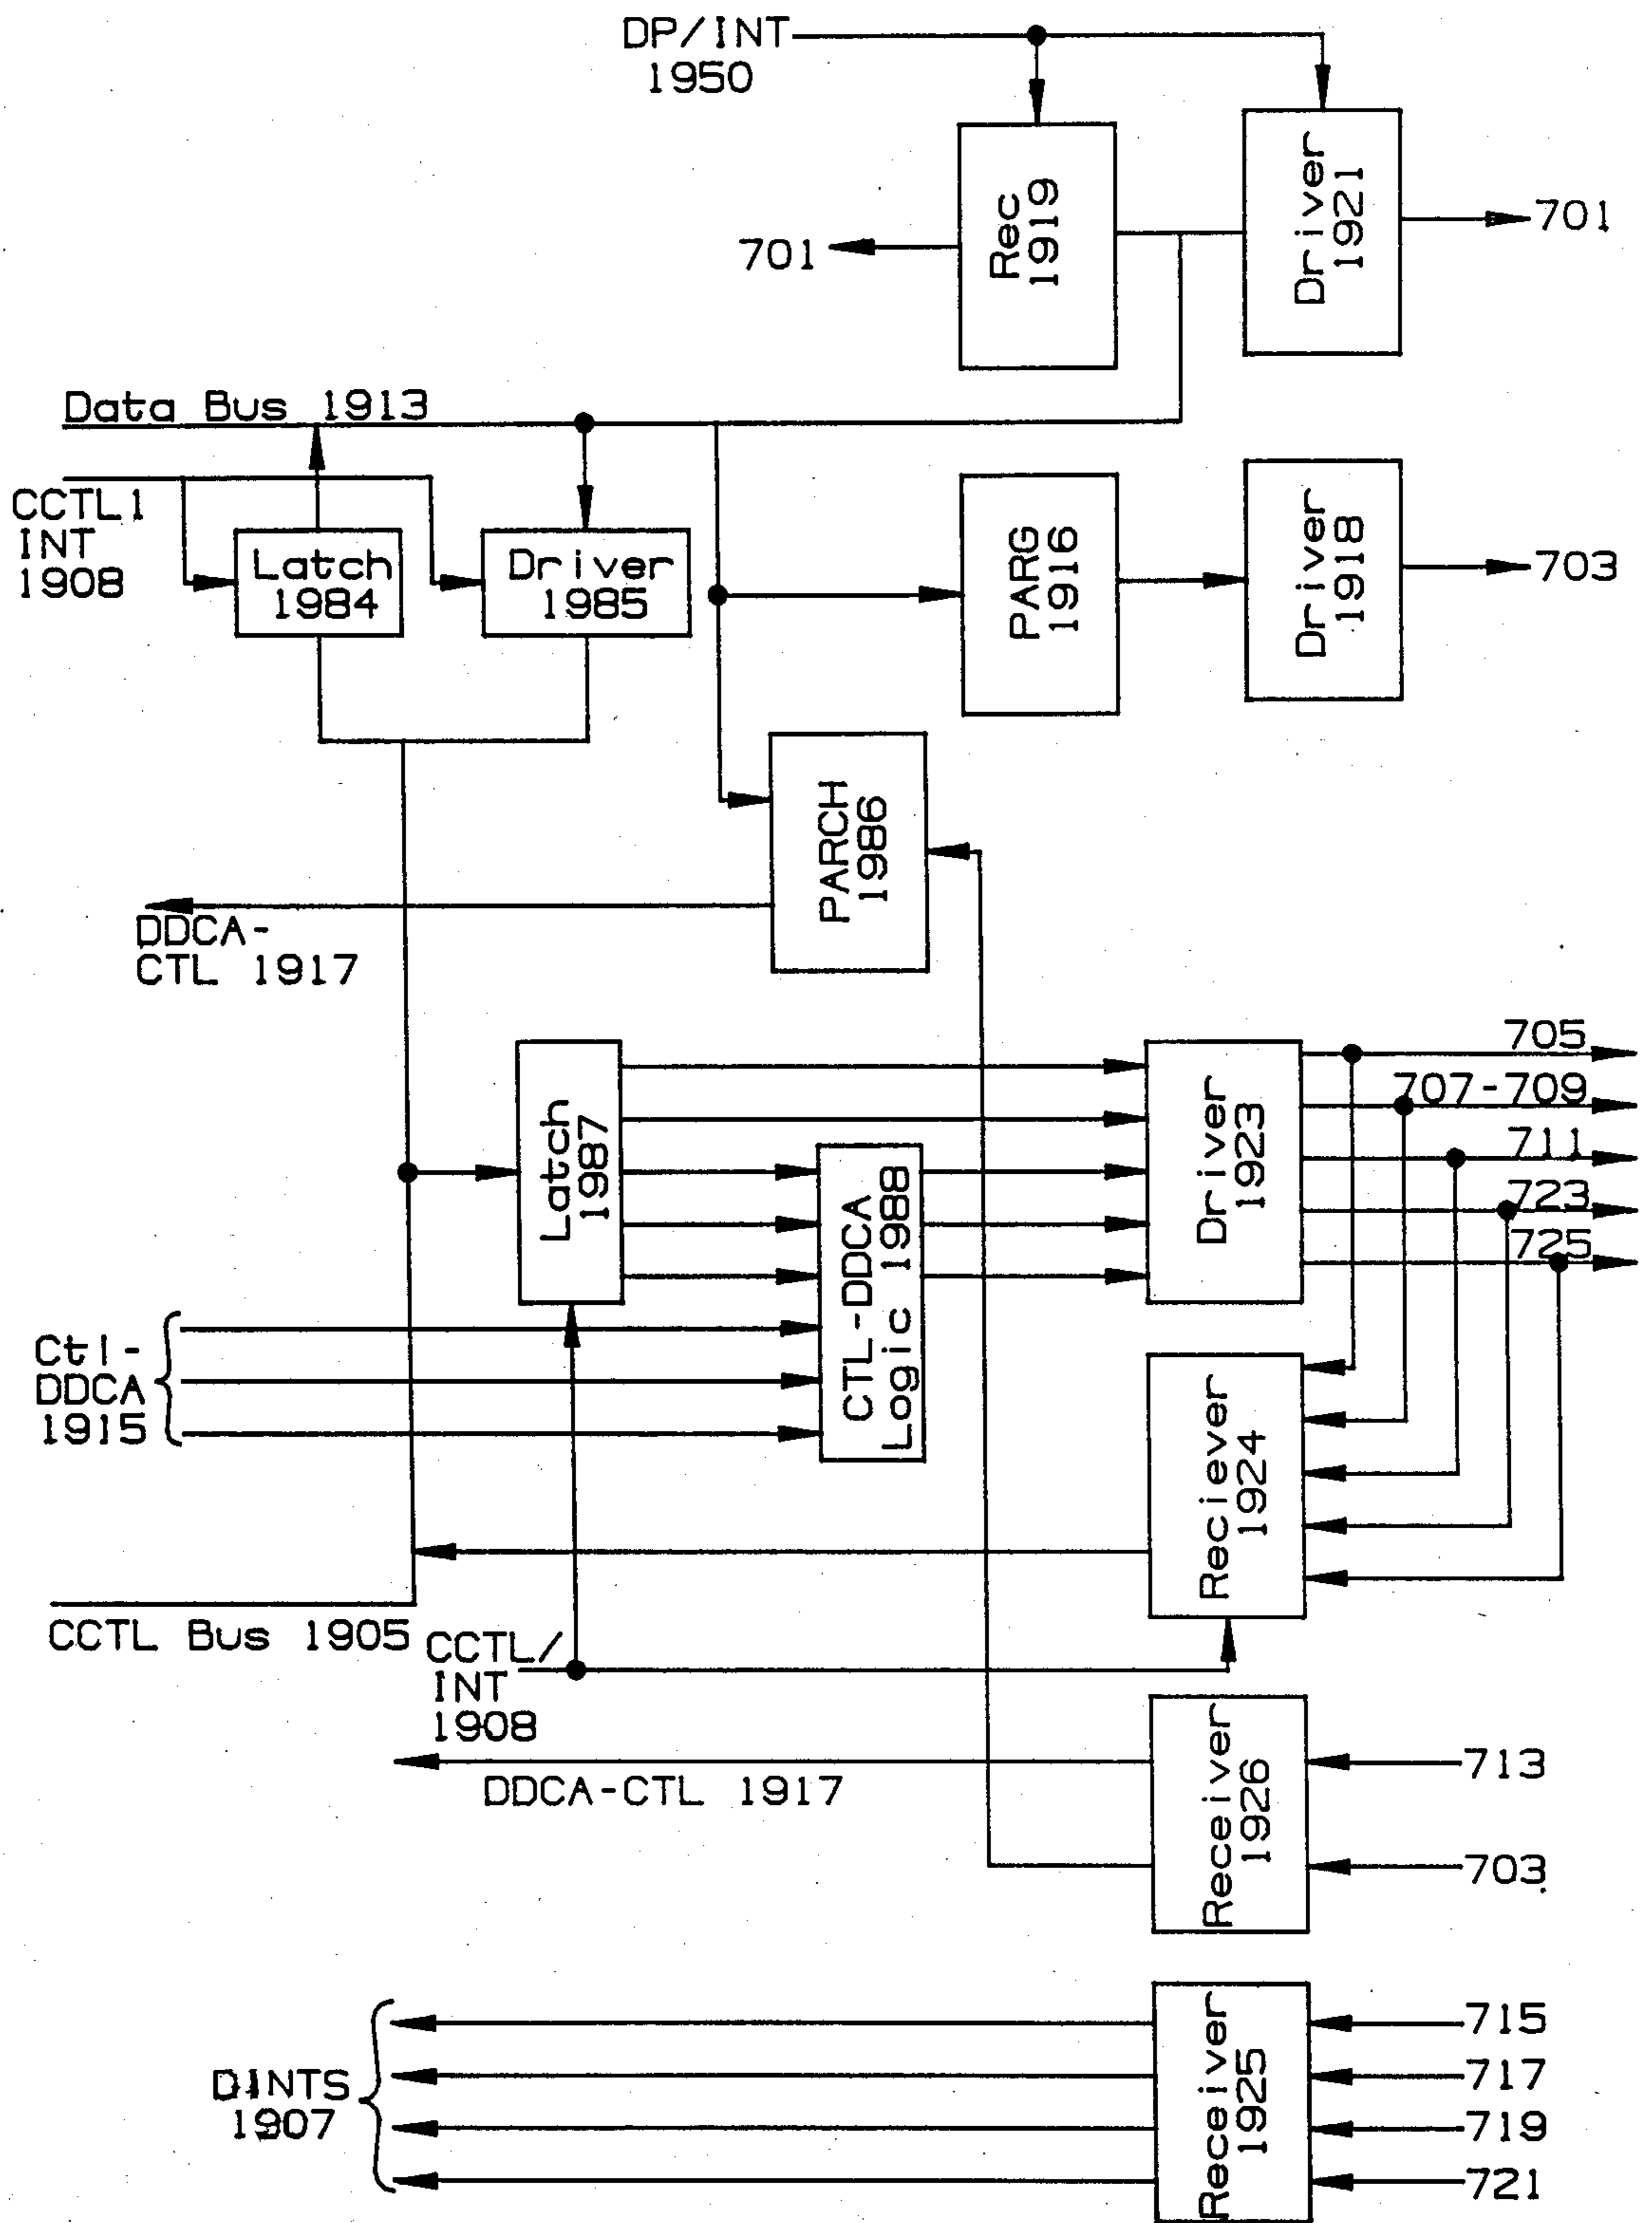 DP/INT
1950
Rec
1919
Driver
1921
701
701
Data Bus 1913
CCTL1
INT
1908
Latch
1984
Driver
1985
PARG
1916
Driver
1918
703
PARCH
1986
DDCA-
CTL 1917
Latch
1987
CTL-DDCA
Logic 1988
Driver
1923
705
707-709
711
723
725
Ctl-
DDCA
1915
Reciever
1924
CCTL Bus 1905
CCTL/
INT
1908
DDCA-CTL 1917
Receiver
1926
713
703
DINTS
1907
Receiver
1925
715
717
719
721